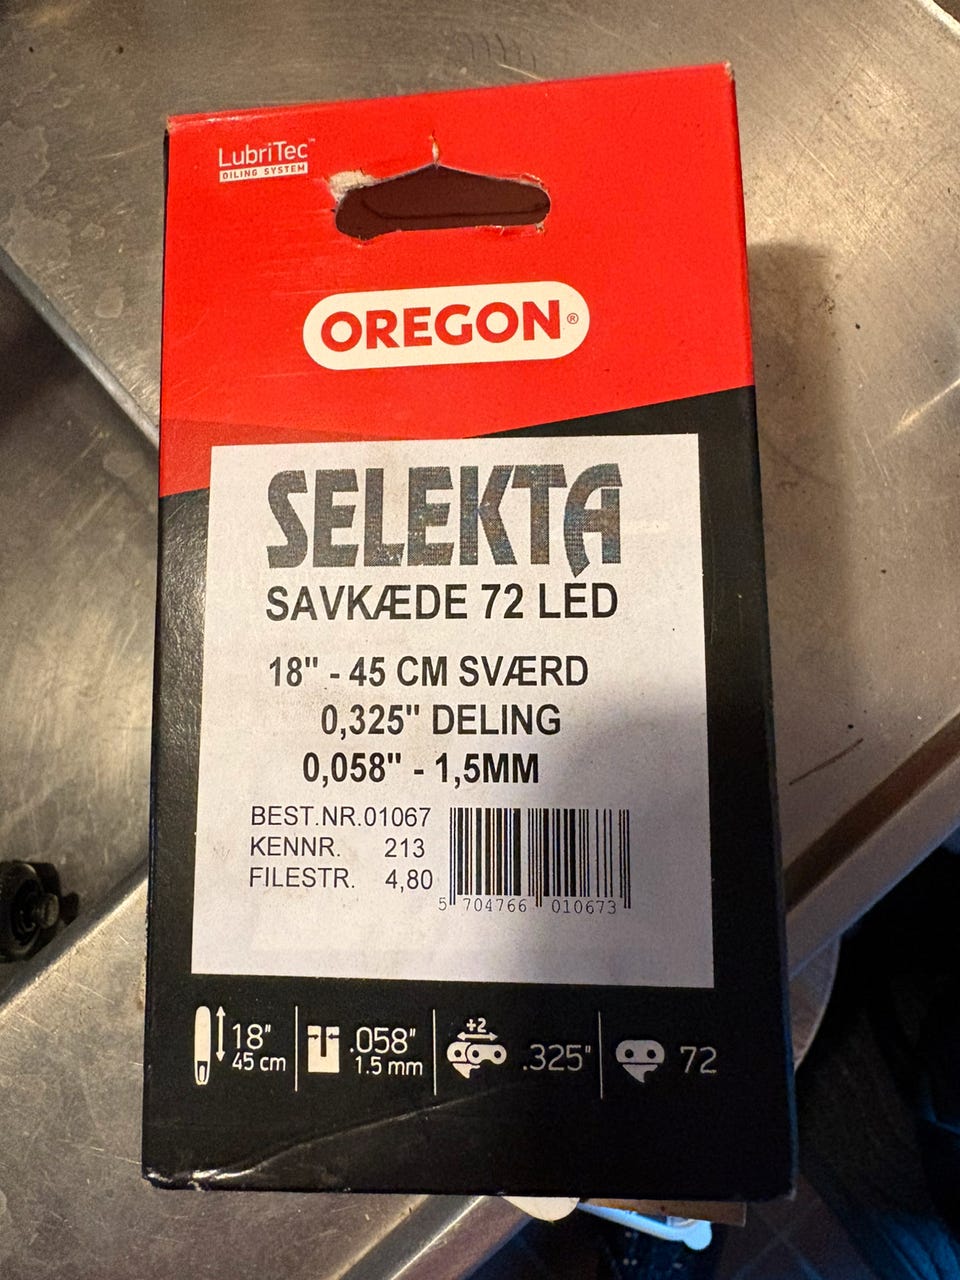 LubriTec™
OILING SYSTEM
OREGON®
SELEKTA
SAVKÆDE 72 LED
18" - 45 CM SVÆRD
0,325" DELING
0,058" - 1,5MM
BEST.NR.01067
KENNR. 213
FILESTR. 4,80
5 704766 010673
18" 45 cm
.058" 1.5 mm
+2
.325"
72